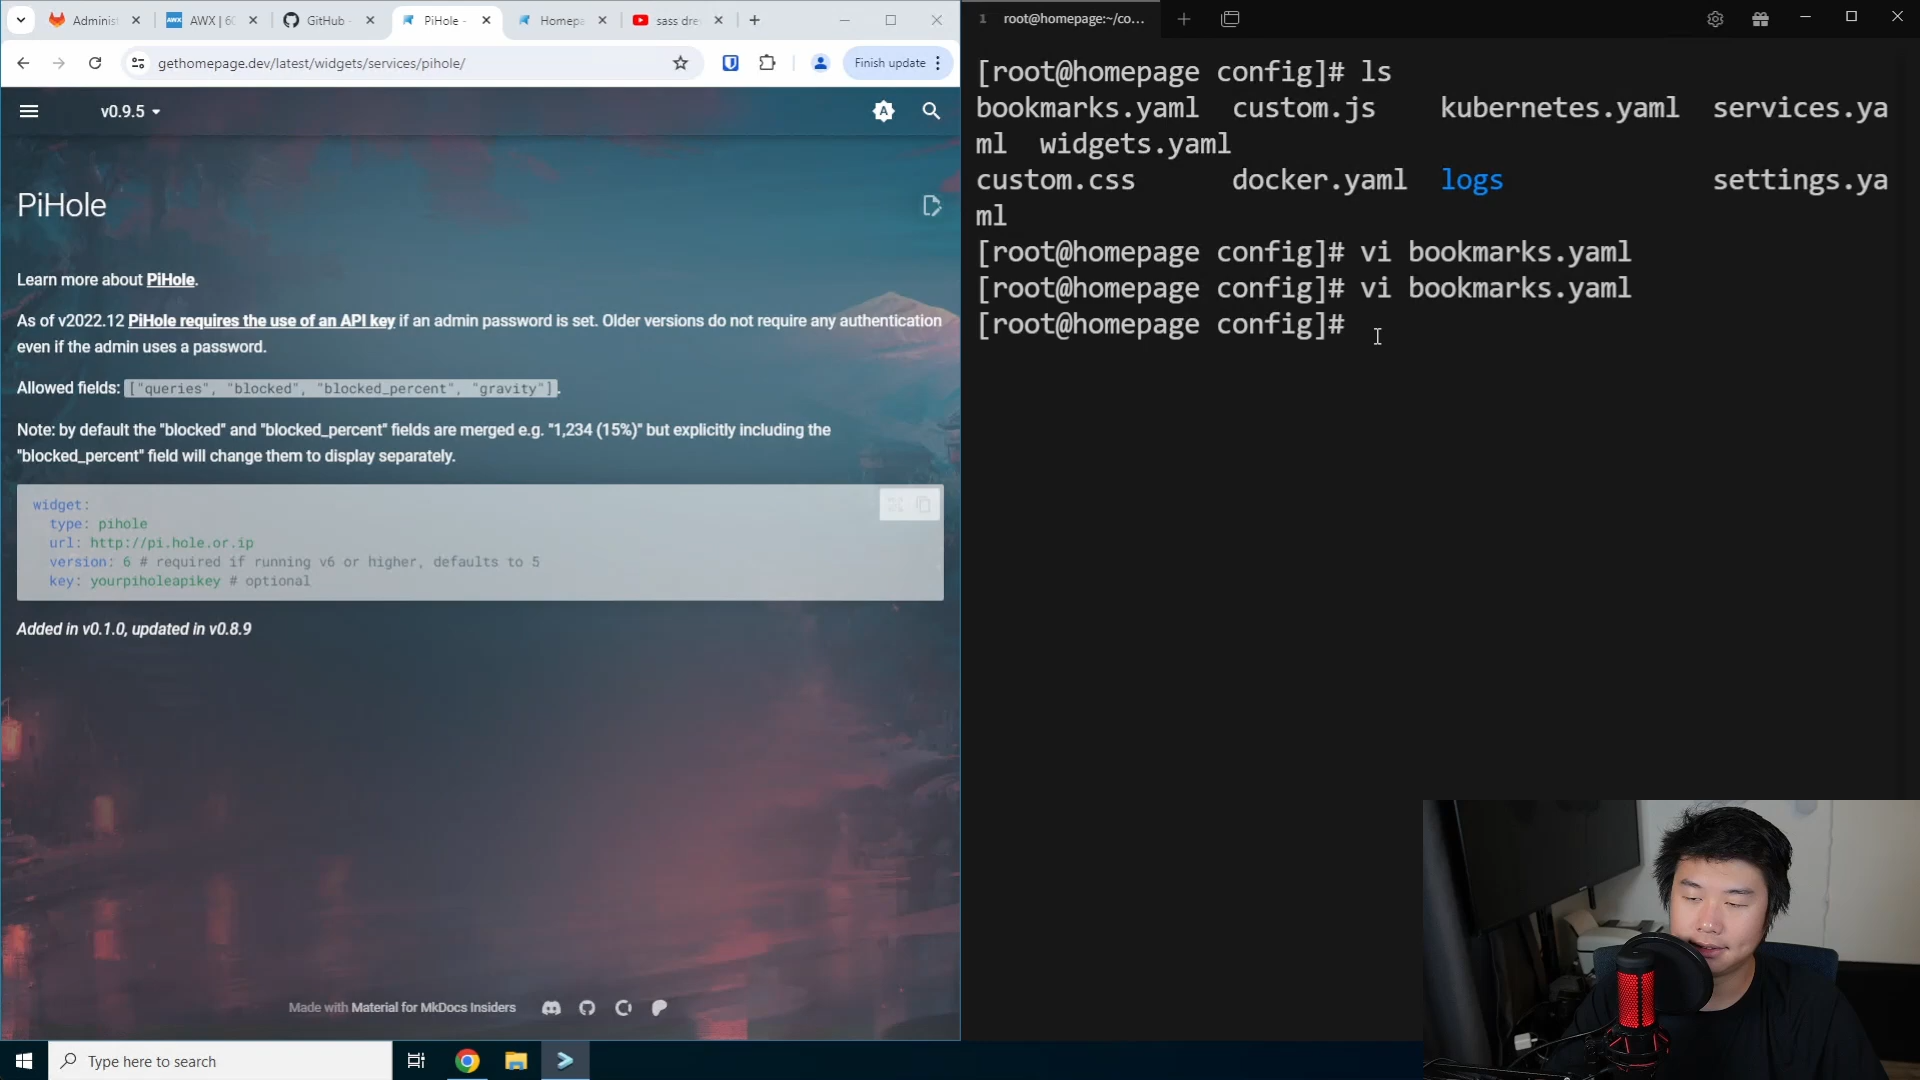 Adminis
AWX | 60
GitHub -
PiHole -
Homepa
sass dre
gethomepage.dev/latest/widgets/services/pihole/
Finish update
v0.9.5
PiHole
Learn more about PiHole.
As of v2022.12 PiHole requires the use of an API key if an admin password is set. Older versions do not require any authentication
even if the admin uses a password.
Allowed fields: ["queries", "blocked", "blocked_percent", "gravity"].
Note: by default the "blocked" and "blocked_percent" fields are merged e.g. "1,234 (15%)" but explicitly including the
"blocked_percent" field will change them to display separately.
widget:
type: pihole
url: http://pi.hole.or.ip
version: 6 # required if running v6 or higher, defaults to 5
key: yourpiholeapikey # optional
Added in v0.1.0, updated in v0.8.9
Made with Material for MkDocs Insiders
Type here to search
1 root@homepage:~/co...
[root@homepage config]# ls
bookmarks.yaml custom.js kubernetes.yaml services.ya
ml widgets.yaml
custom.css docker.yaml logs settings.ya
ml
[root@homepage config]# vi bookmarks.yaml
[root@homepage config]# vi bookmarks.yaml
[root@homepage config]#